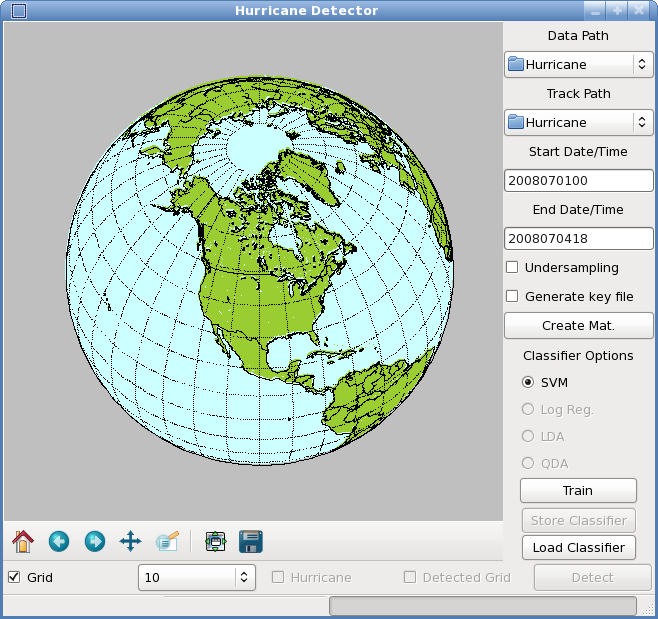 Hurricane Detector
Data Path
Hurricane
Track Path
Hurricane
Start Date/Time
2008070100
End Date/Time
2008070418
Undersampling
Generate key file
Create Mat.
Classifier Options
SVM
Log Reg.
LDA
QDA
Train
Store Classifier
Load Classifier
Grid
10
Hurricane
Detected Grid
Detect